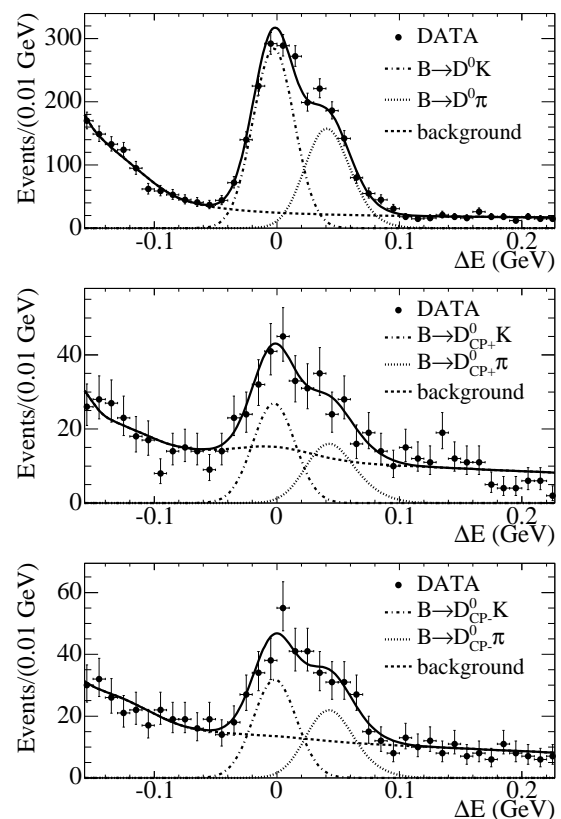 Events/(0.01 GeV)
300
200
100
0
DATA
B→D⁰K
B→D⁰π
background
-0.1 0 0.1 0.2
ΔE (GeV)
Events/(0.01 GeV)
40
20
0
DATA
B→D⁰CP+K
B→D⁰CP+π
background
-0.1 0 0.1 0.2
ΔE (GeV)
Events/(0.01 GeV)
60
40
20
0
DATA
B→D⁰CP-K
B→D⁰CP-π
background
-0.1 0 0.1 0.2
ΔE (GeV)